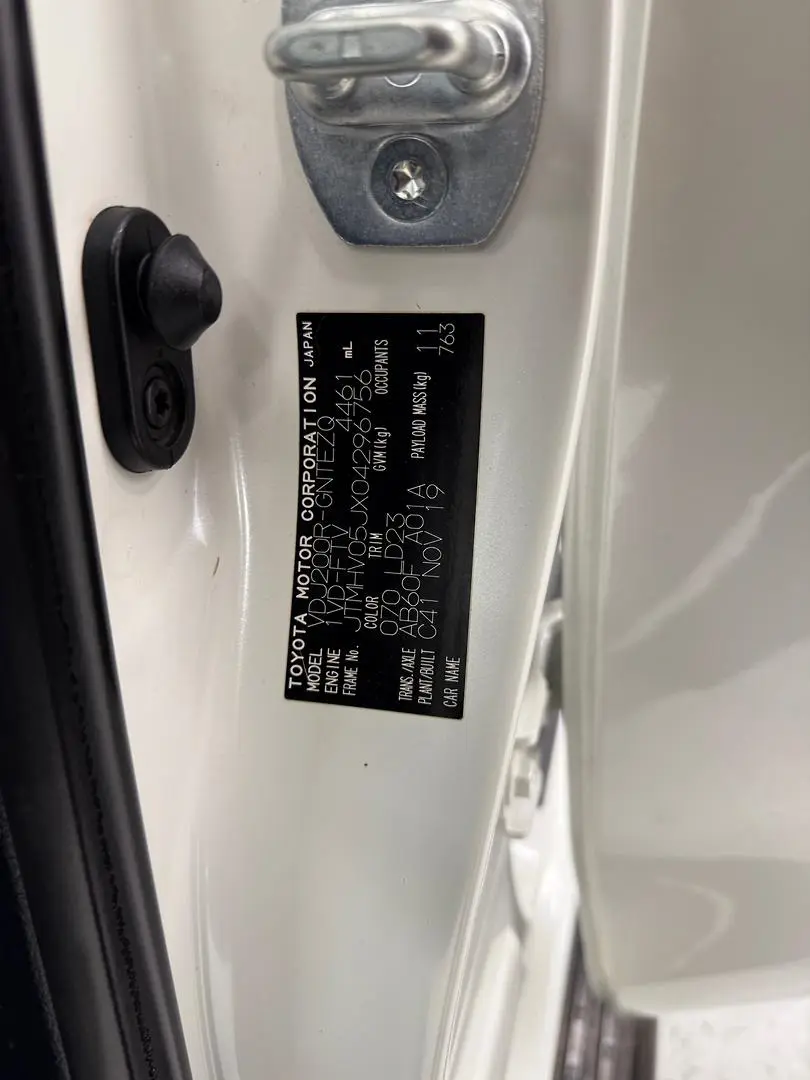 TOYOTA MOTOR CORPORATION JAPAN
MODEL VDJ200R-GNTEZQ
ENGINE 1VD-FTV 4461 mL
FRAME No. JTMHV05JX04296756
COLOR TRIM GVM(kg) OCCUPANTS
070 LD23
TRANS./AXLE AB60F A01A PAYLOAD MASS(kg)
PLANT/BUILT C41 NOV 19 11
CAR NAME 763